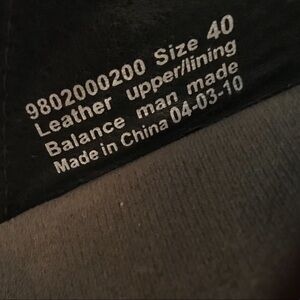 9802000200 Size 40
Leather upper/lining
Balance man made
Made in China 04-03-10